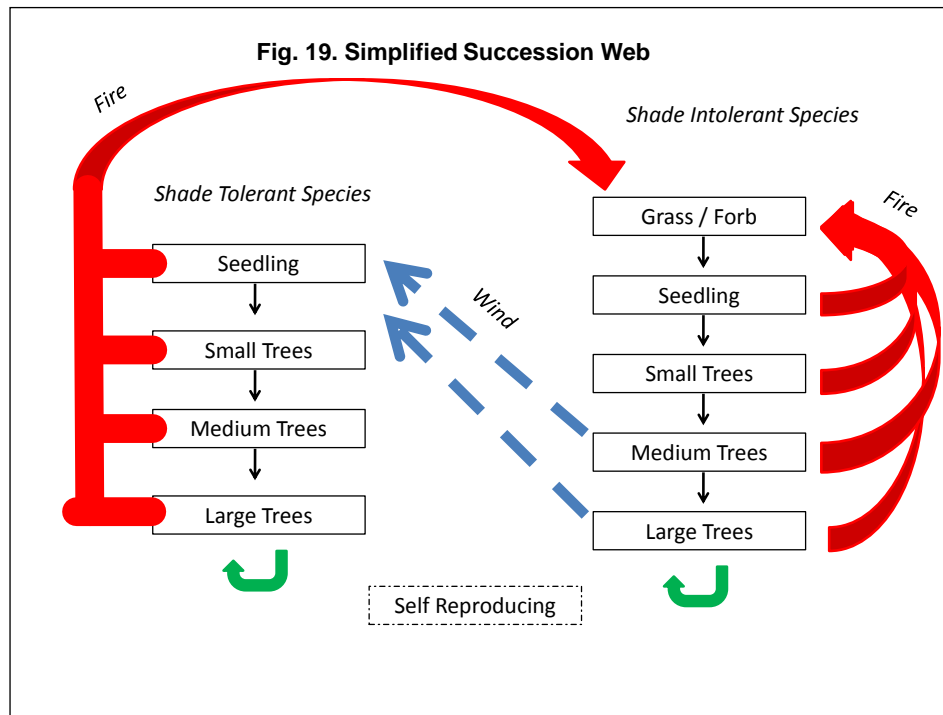 Fig. 19. Simplified Succession Web
Fire
Shade Intolerant Species
Shade Tolerant Species
Fire
Grass / Forb
Seedling
Seedling
Wind
Small Trees
Small Trees
Medium Trees
Medium Trees
Large Trees
Large Trees
Self Reproducing